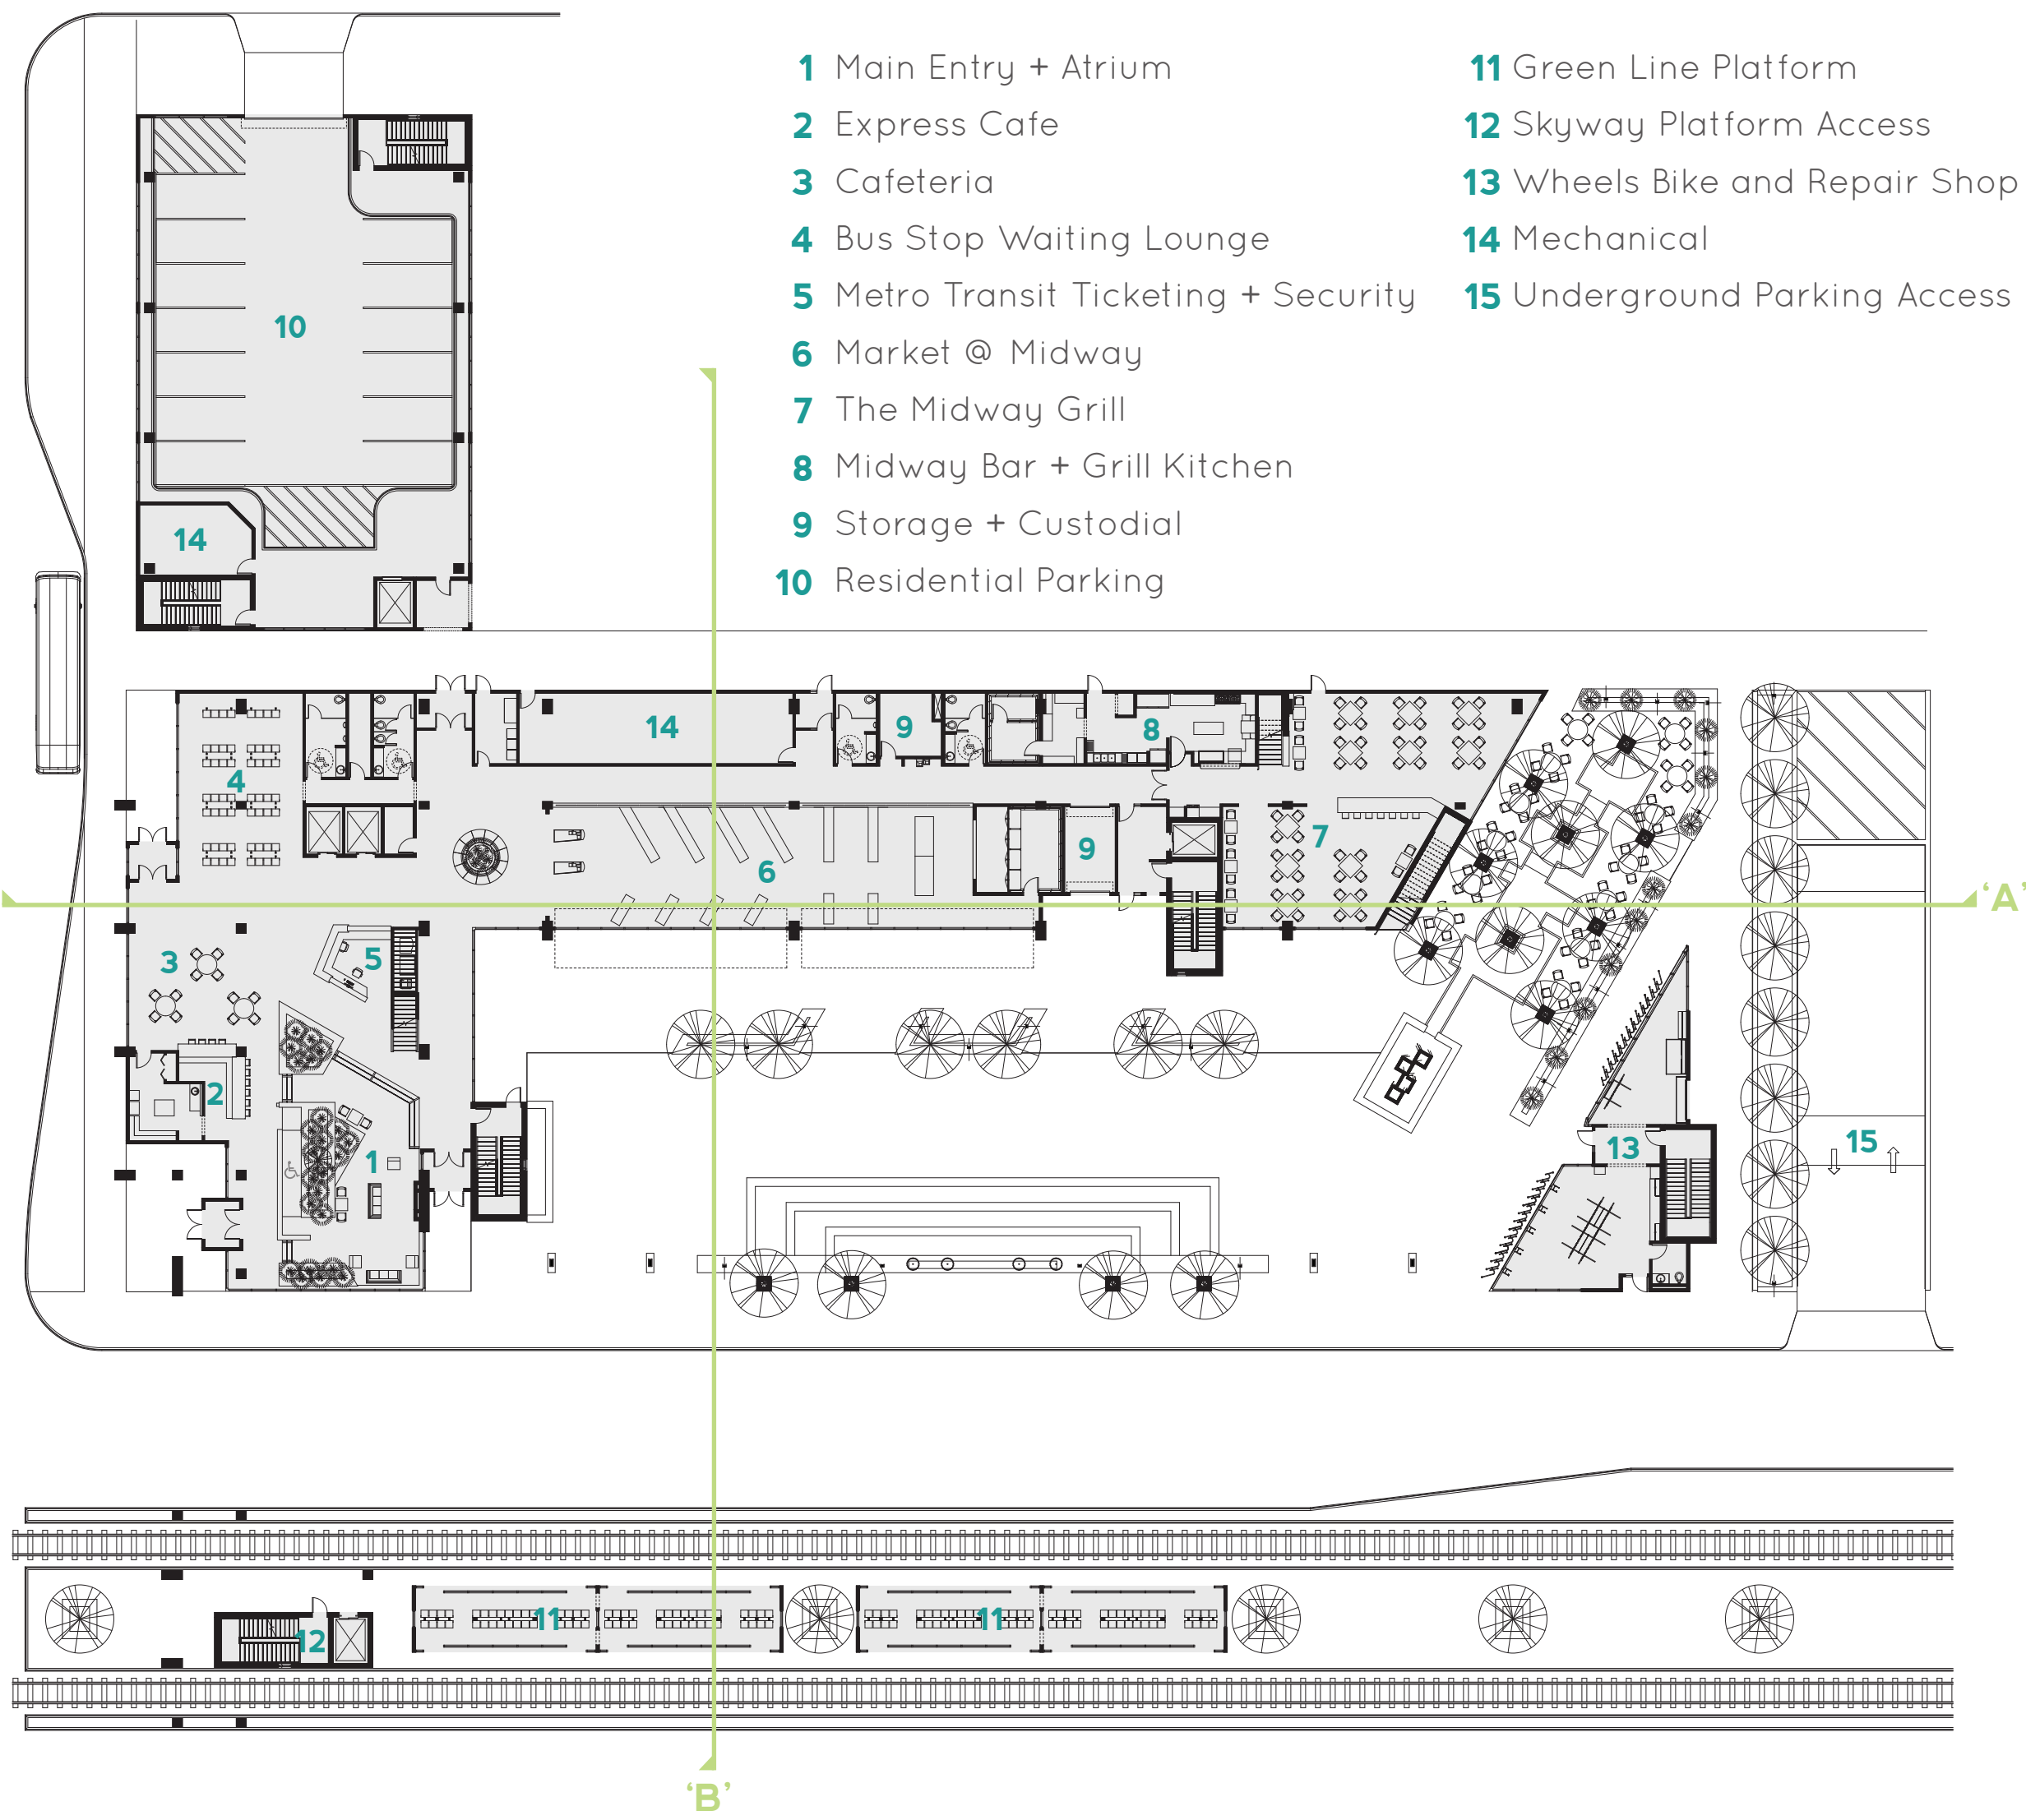 1 Main Entry + Atrium
2 Express Cafe
3 Cafeteria
4 Bus Stop Waiting Lounge
5 Metro Transit Ticketing + Security
6 Market @ Midway
7 The Midway Grill
8 Midway Bar + Grill Kitchen
9 Storage + Custodial
10 Residential Parking
11 Green Line Platform
12 Skyway Platform Access
13 Wheels Bike and Repair Shop
14 Mechanical
15 Underground Parking Access
10
14
14
9
8
4
7
6
9
‘A’
3
5
2
1
13
15
11
11
12
‘B’